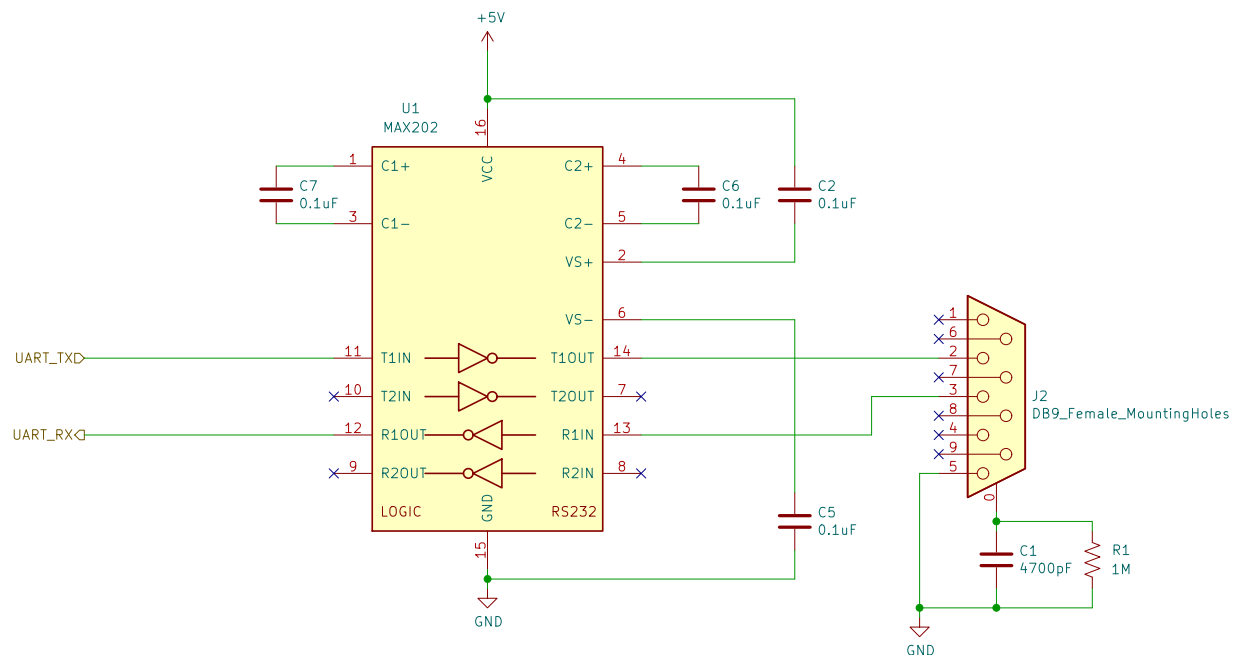 +5V
U1
MAX202
16
VCC
1
C1+
C2+
4
C7
0.1uF
C6
0.1uF
C2
0.1uF
3
C1-
C2-
5
VS+
2
VS-
6
1
6
UART_TX
11
T1IN
T1OUT
14
2
7
10
T2IN
T2OUT
7
3
J2
DB9_Female_MountingHoles
8
UART_RX
12
R1OUT
R1IN
13
4
9
9
R2OUT
R2IN
8
5
0
LOGIC
GND
RS232
C5
0.1uF
15
C1
4700pF
R1
1M
GND
GND